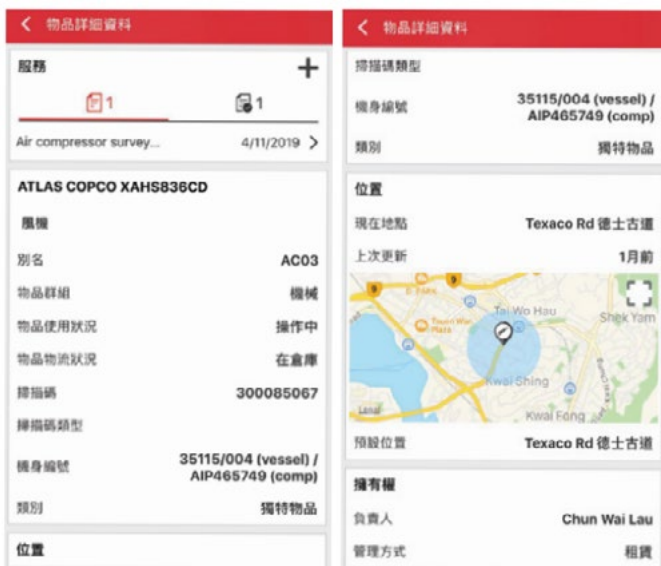 物品詳細資料
服務
1
1
Air compressor survey... 4/11/2019
ATLAS COPCO XAHS836CD
風機
別名 AC03
物品群組 機械
物品使用狀況 操作中
物品物流狀況 在倉庫
掃描碼 300085067
掃描碼類型
機身編號 35115/004 (vessel) /
AIP465749 (comp)
類別 獨特物品
位置
物品詳細資料
掃描碼類型
機身編號 35115/004 (vessel) /
AIP465749 (comp)
類別 獨特物品
位置
現在地點 Texaco Rd 德士古道
上次更新 1月前
9
9
Tai Wo Hau
Shek Yam
Tsuen Wan
Plaza
Kwai Shing
Kwai Fong
Legal
預設位置 Texaco Rd 德士古道
擁有權
負責人 Chun Wai Lau
管理方式 租賃